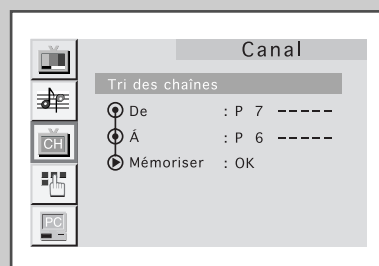 Canal
Tri des chaînes
De : P 7 -----
Á : P 6 -----
CH
Mémoriser : OK
PC